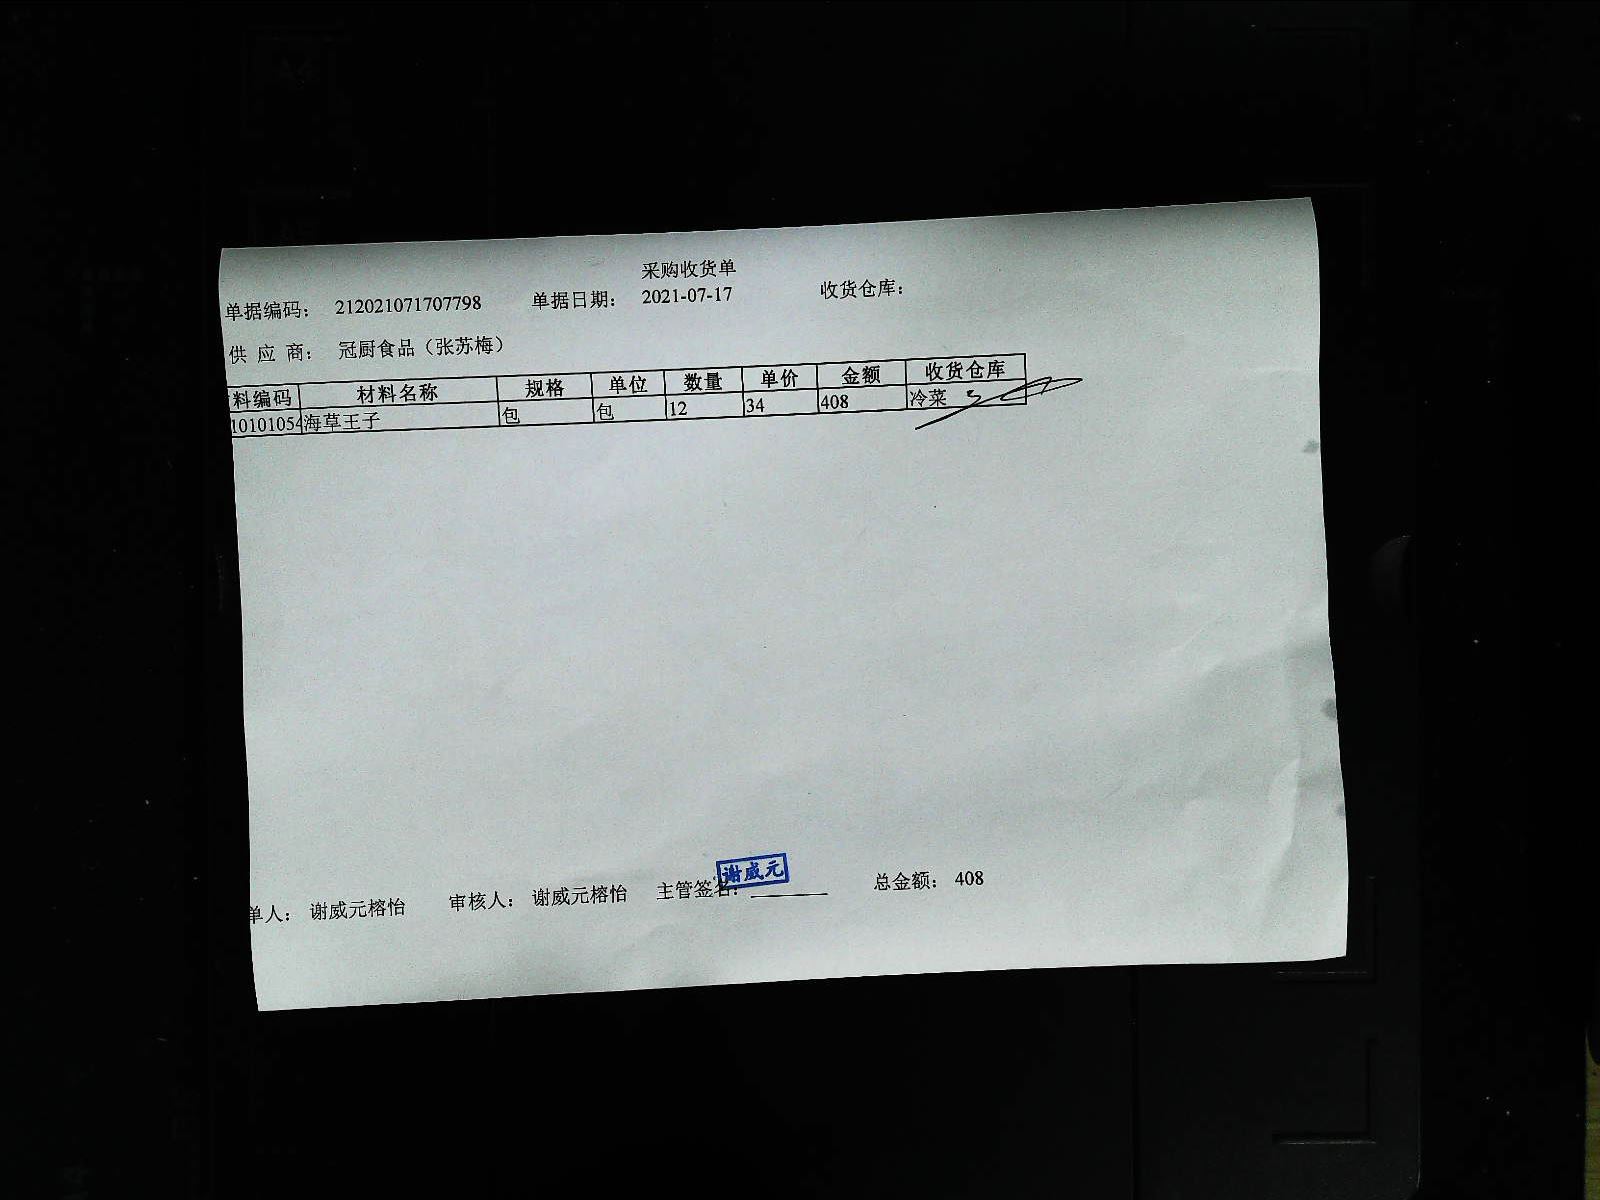 采购收货单
单据编码： 212021071707798 单据日期： 2021-07-17 收货仓库：
供 应 商： 冠厨食品（张苏梅）
料编码 材料名称 规格 单位 数量 单价 金额 收货仓库
10101054 海草王子 包 包 12 34 408 冷菜
谢威元
单人： 谢威元榕怡 审核人： 谢威元榕怡 主管签名： 总金额： 408